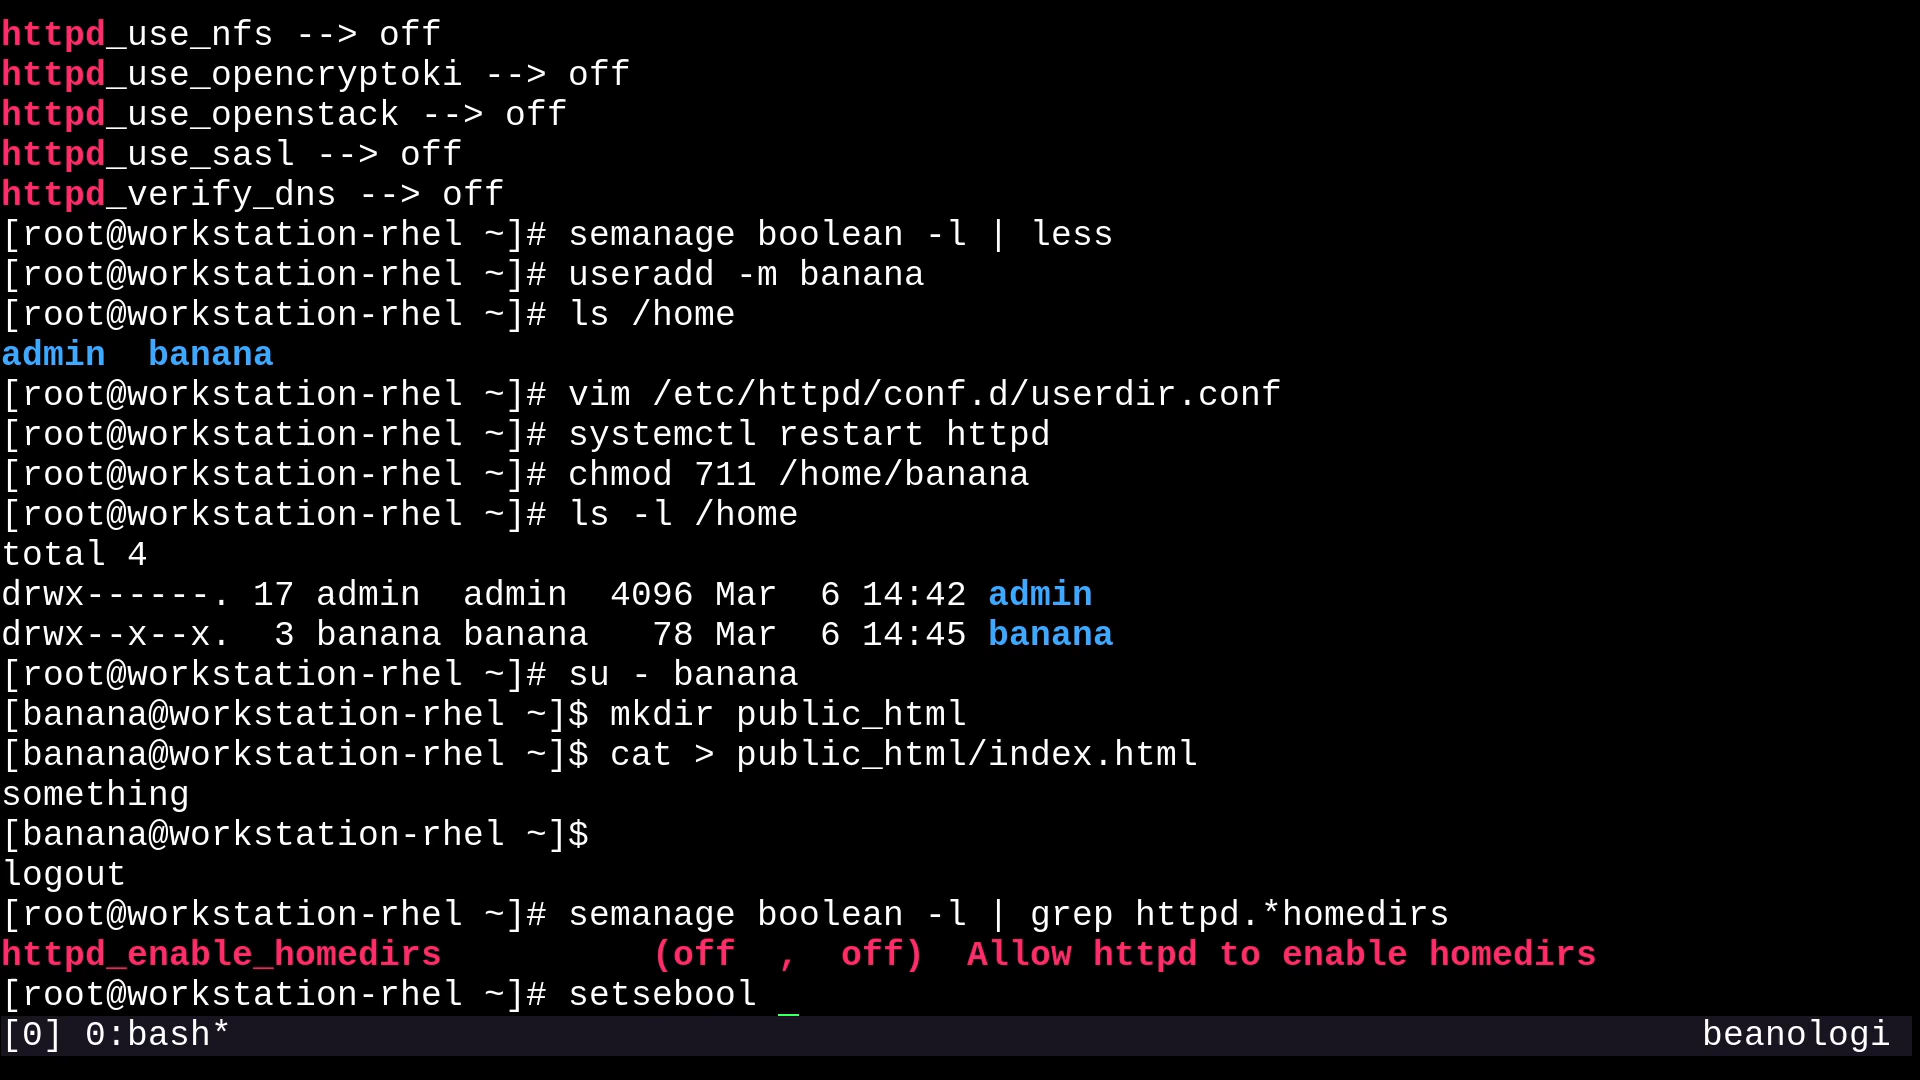 httpd_use_nfs --> off
httpd_use_opencryptoki --> off
httpd_use_openstack --> off
httpd_use_sasl --> off
httpd_verify_dns --> off
[root@workstation-rhel ~]# semanage boolean -l | less
[root@workstation-rhel ~]# useradd -m banana
[root@workstation-rhel ~]# ls /home
admin  banana
[root@workstation-rhel ~]# vim /etc/httpd/conf.d/userdir.conf
[root@workstation-rhel ~]# systemctl restart httpd
[root@workstation-rhel ~]# chmod 711 /home/banana
[root@workstation-rhel ~]# ls -l /home
total 4
drwx------. 17 admin  admin  4096 Mar  6 14:42 admin
drwx--x--x.  3 banana banana   78 Mar  6 14:45 banana
[root@workstation-rhel ~]# su - banana
[banana@workstation-rhel ~]$ mkdir public_html
[banana@workstation-rhel ~]$ cat > public_html/index.html
something
[banana@workstation-rhel ~]$
logout
[root@workstation-rhel ~]# semanage boolean -l | grep httpd.*homedirs
httpd_enable_homedirs          (off  ,  off)  Allow httpd to enable homedirs
[root@workstation-rhel ~]# setsebool _
[0] 0:bash* beanologi